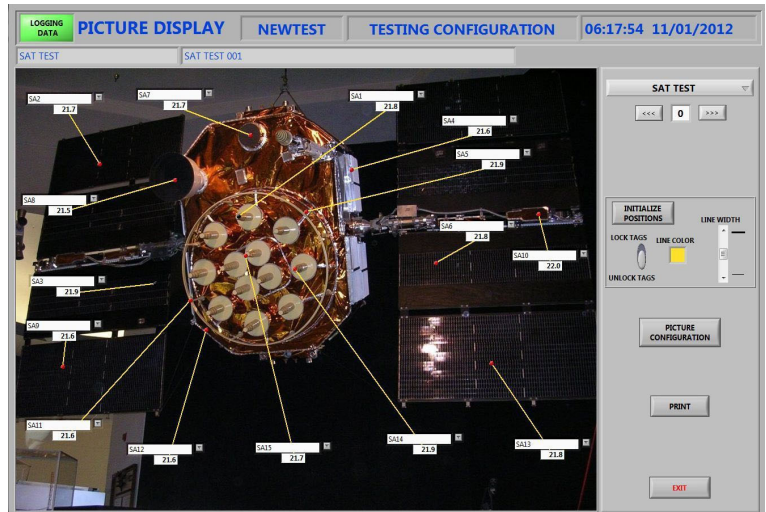 LOGGING
DATA
PICTURE DISPLAY
NEWTEST
TESTING CONFIGURATION
06:17:54 11/01/2012
SAT TEST
SAT TEST 001
SA2
21.7
SA7
21.7
SA1
21.8
SA4
21.6
SA5
21.9
SA8
21.5
SA6
21.8
SA10
22.0
SA3
21.9
SA9
21.6
SA11
21.6
SA12
21.6
SA15
21.7
SA14
21.9
SA13
21.8
SAT TEST
<<< 0 >>>
INITIALIZE
POSITIONS
LINE WIDTH
LOCK TAGS
LINE COLOR
UNLOCK TAGS
PICTURE
CONFIGURATION
PRINT
EXIT